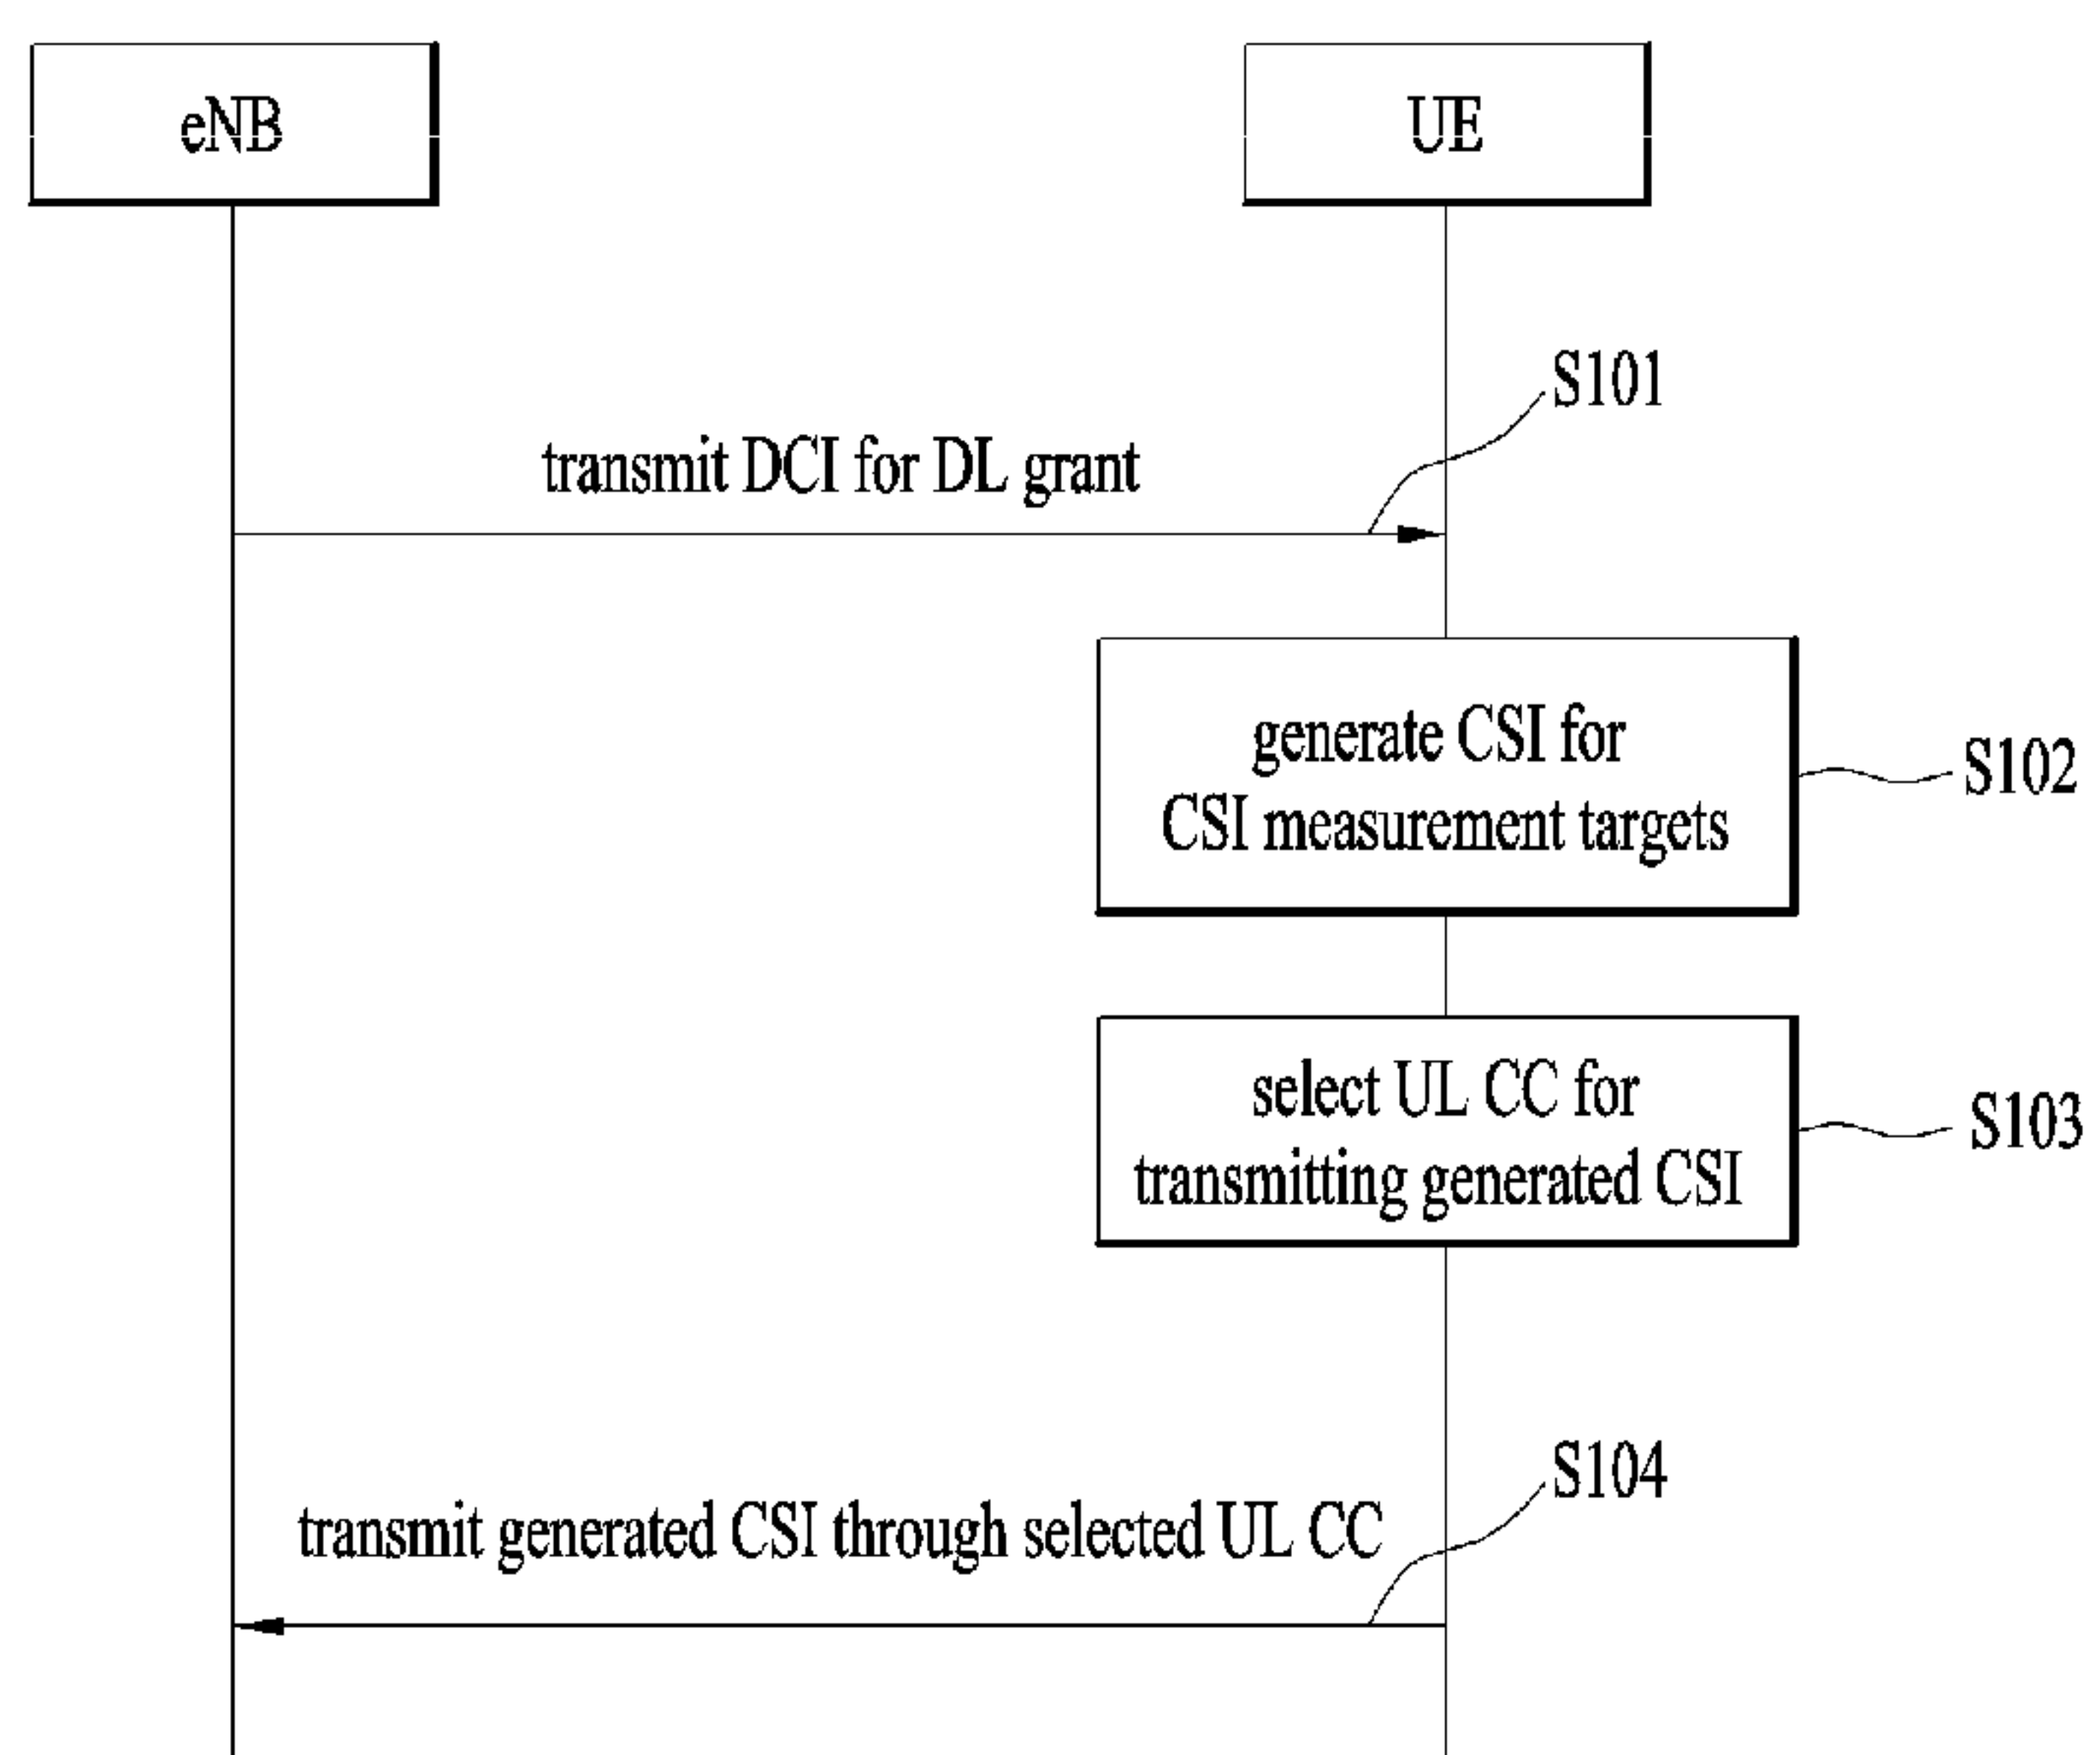 eNB
UE
S101
transmit DCI for DL grant
generate CSI for
CSI measurement targets
S102
select UL CC for
transmitting generated CSI
S103
S104
transmit generated CSI through selected UL CC